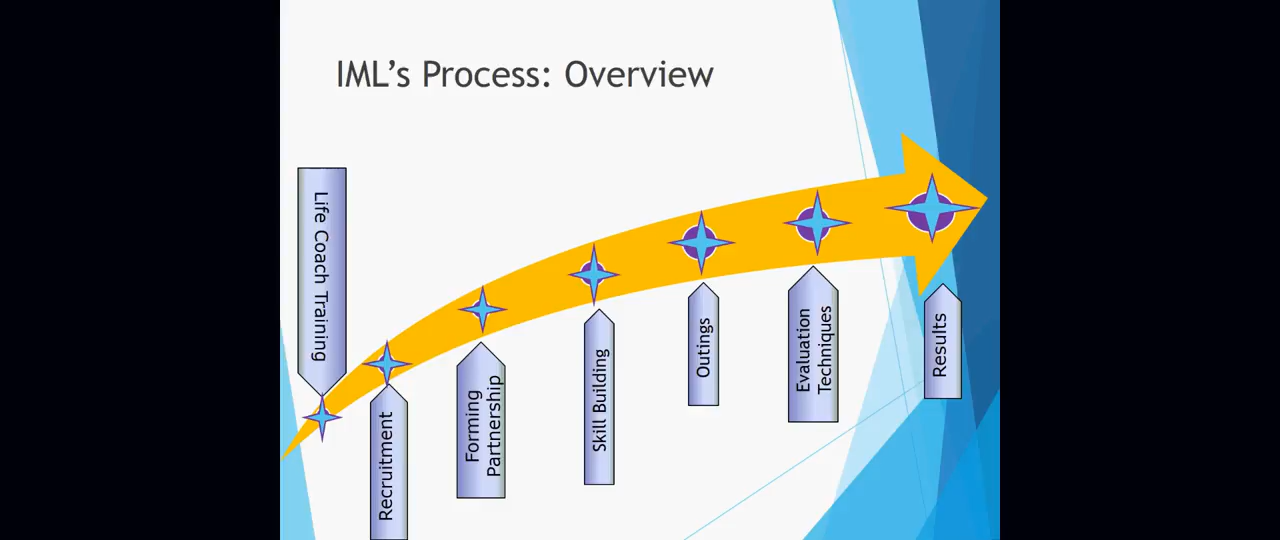 IML's Process: Overview
Life Coach Training
Recruitment
Forming
Partnership
Skill Building
Outings
Evaluation
Techniques
Results